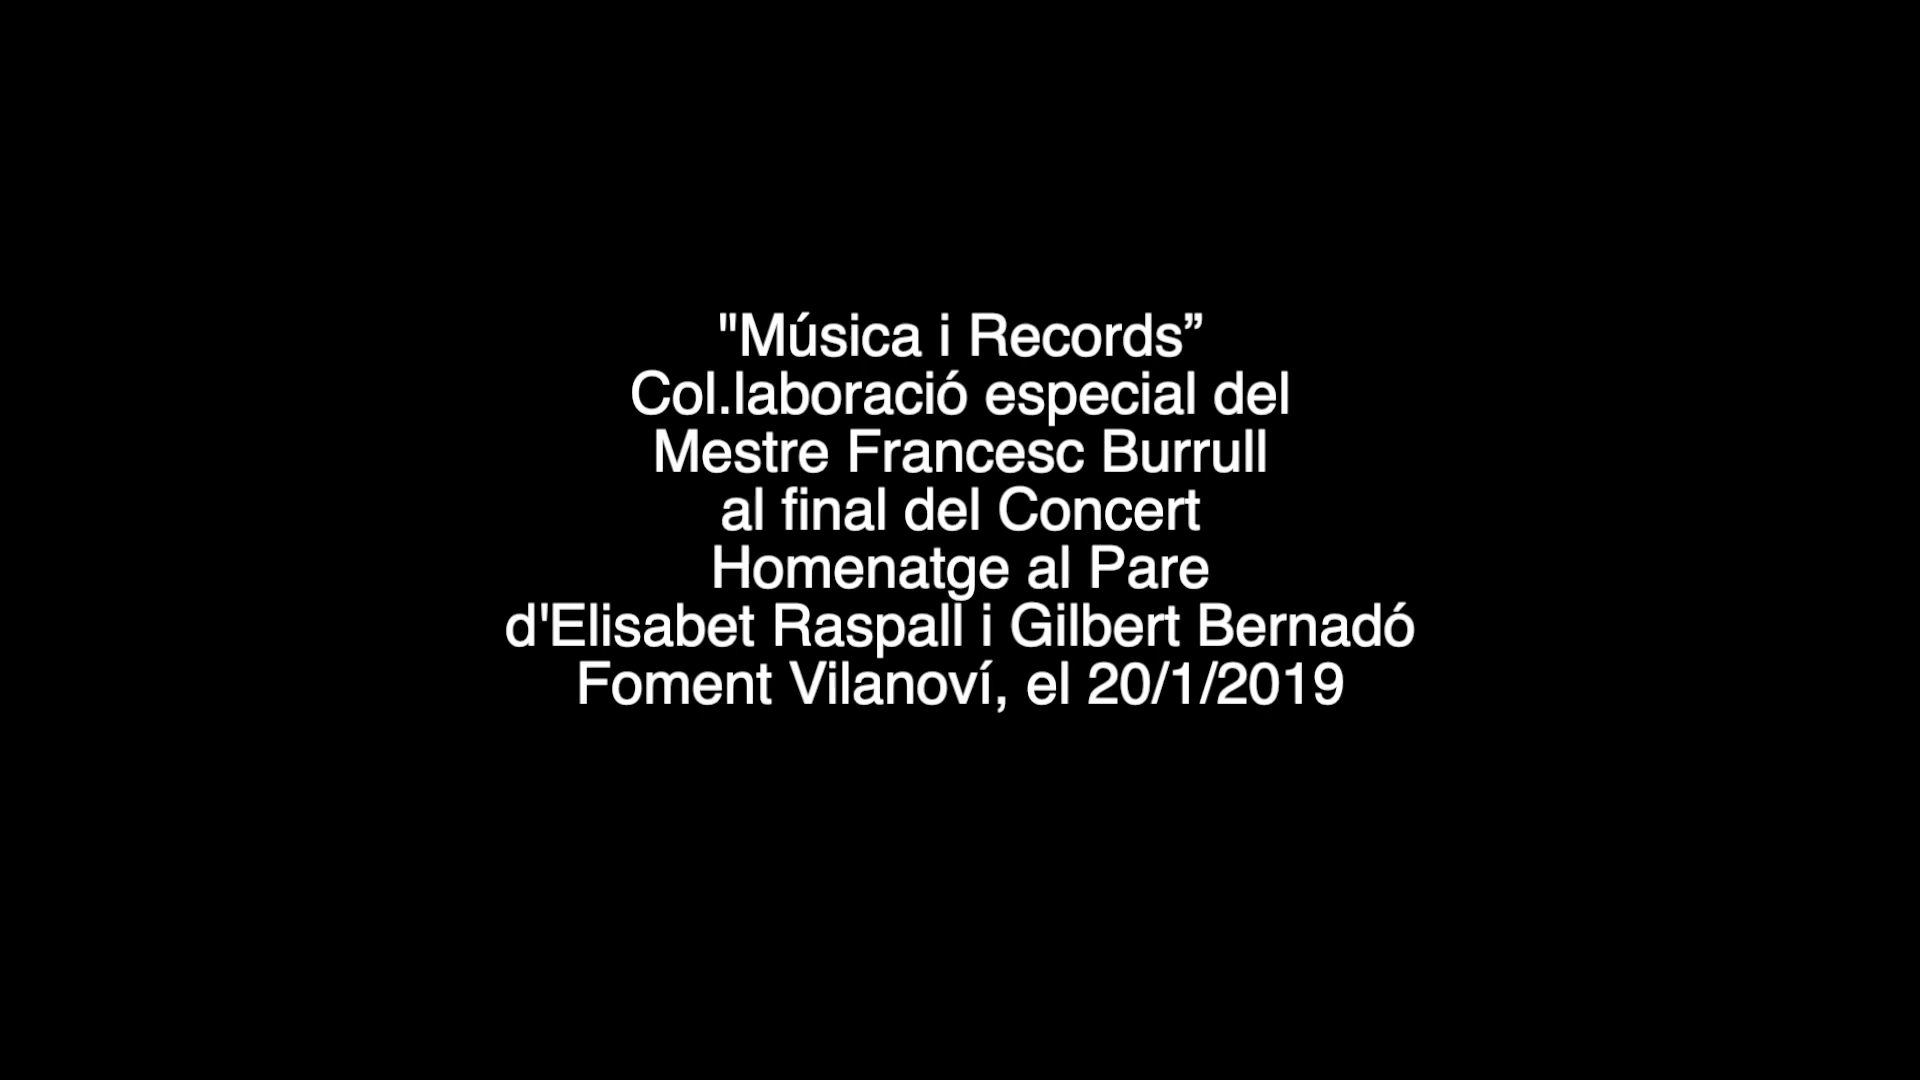 "Música i Records”
Col.laboració especial del
Mestre Francesc Burrull
al final del Concert
Homenatge al Pare
d'Elisabet Raspall i Gilbert Bernadó
Foment Vilanoví, el 20/1/2019